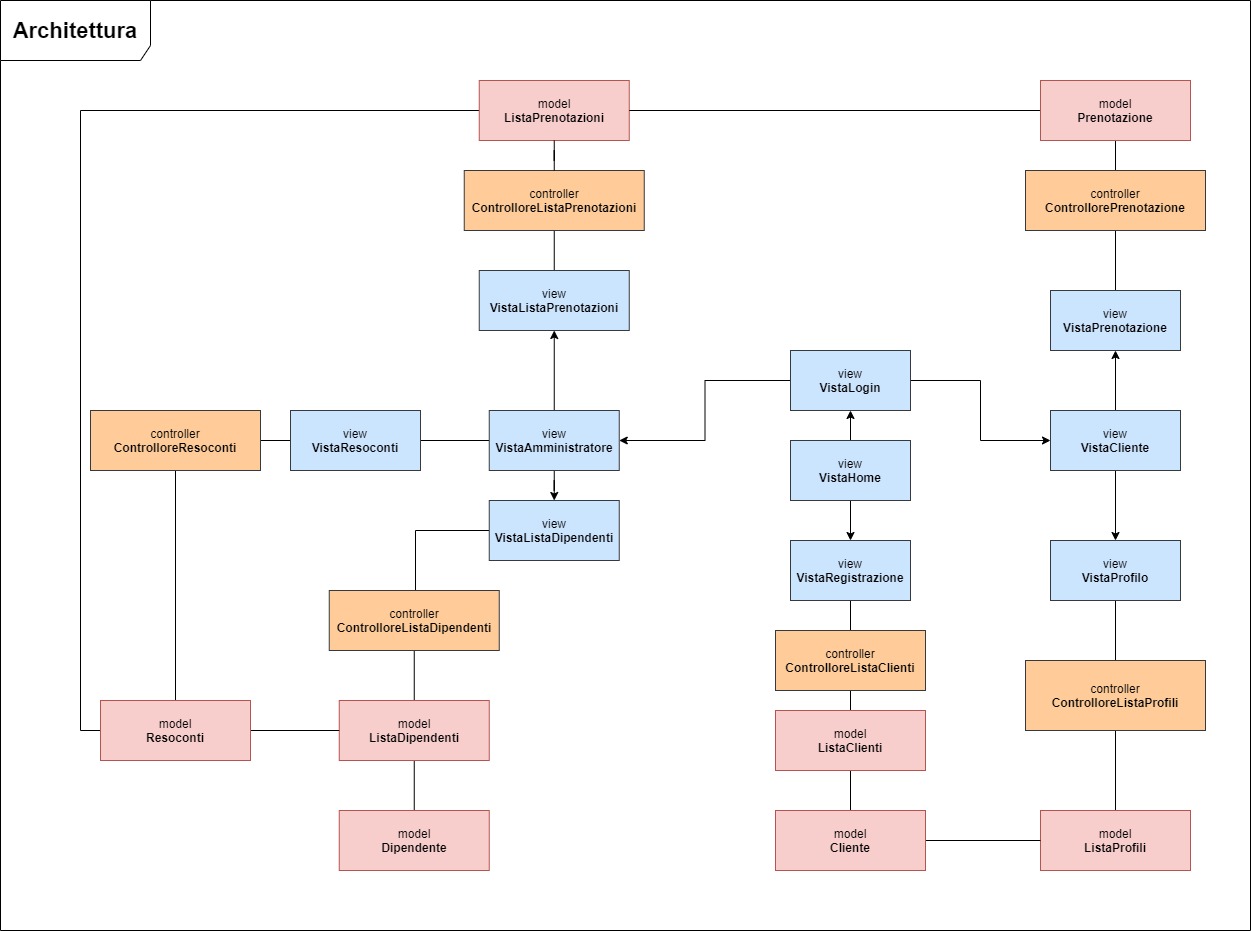 Architettura
model
ListaPrenotazioni
model
Prenotazione
controller
ControlloreListaPrenotazioni
controller
ControllorePrenotazione
view
VistaListaPrenotazioni
view
VistaPrenotazione
view
VistaLogin
controller
ControlloreResoconti
view
VistaResoconti
view
VistaAmministratore
view
VistaHome
view
VistaCliente
view
VistaListaDipendenti
view
VistaRegistrazione
view
VistaProfilo
controller
ControlloreListaDipendenti
controller
ControlloreListaClienti
controller
ControlloreListaProfili
model
Resoconti
model
ListaDipendenti
model
ListaClienti
model
Dipendente
model
Cliente
model
ListaProfili